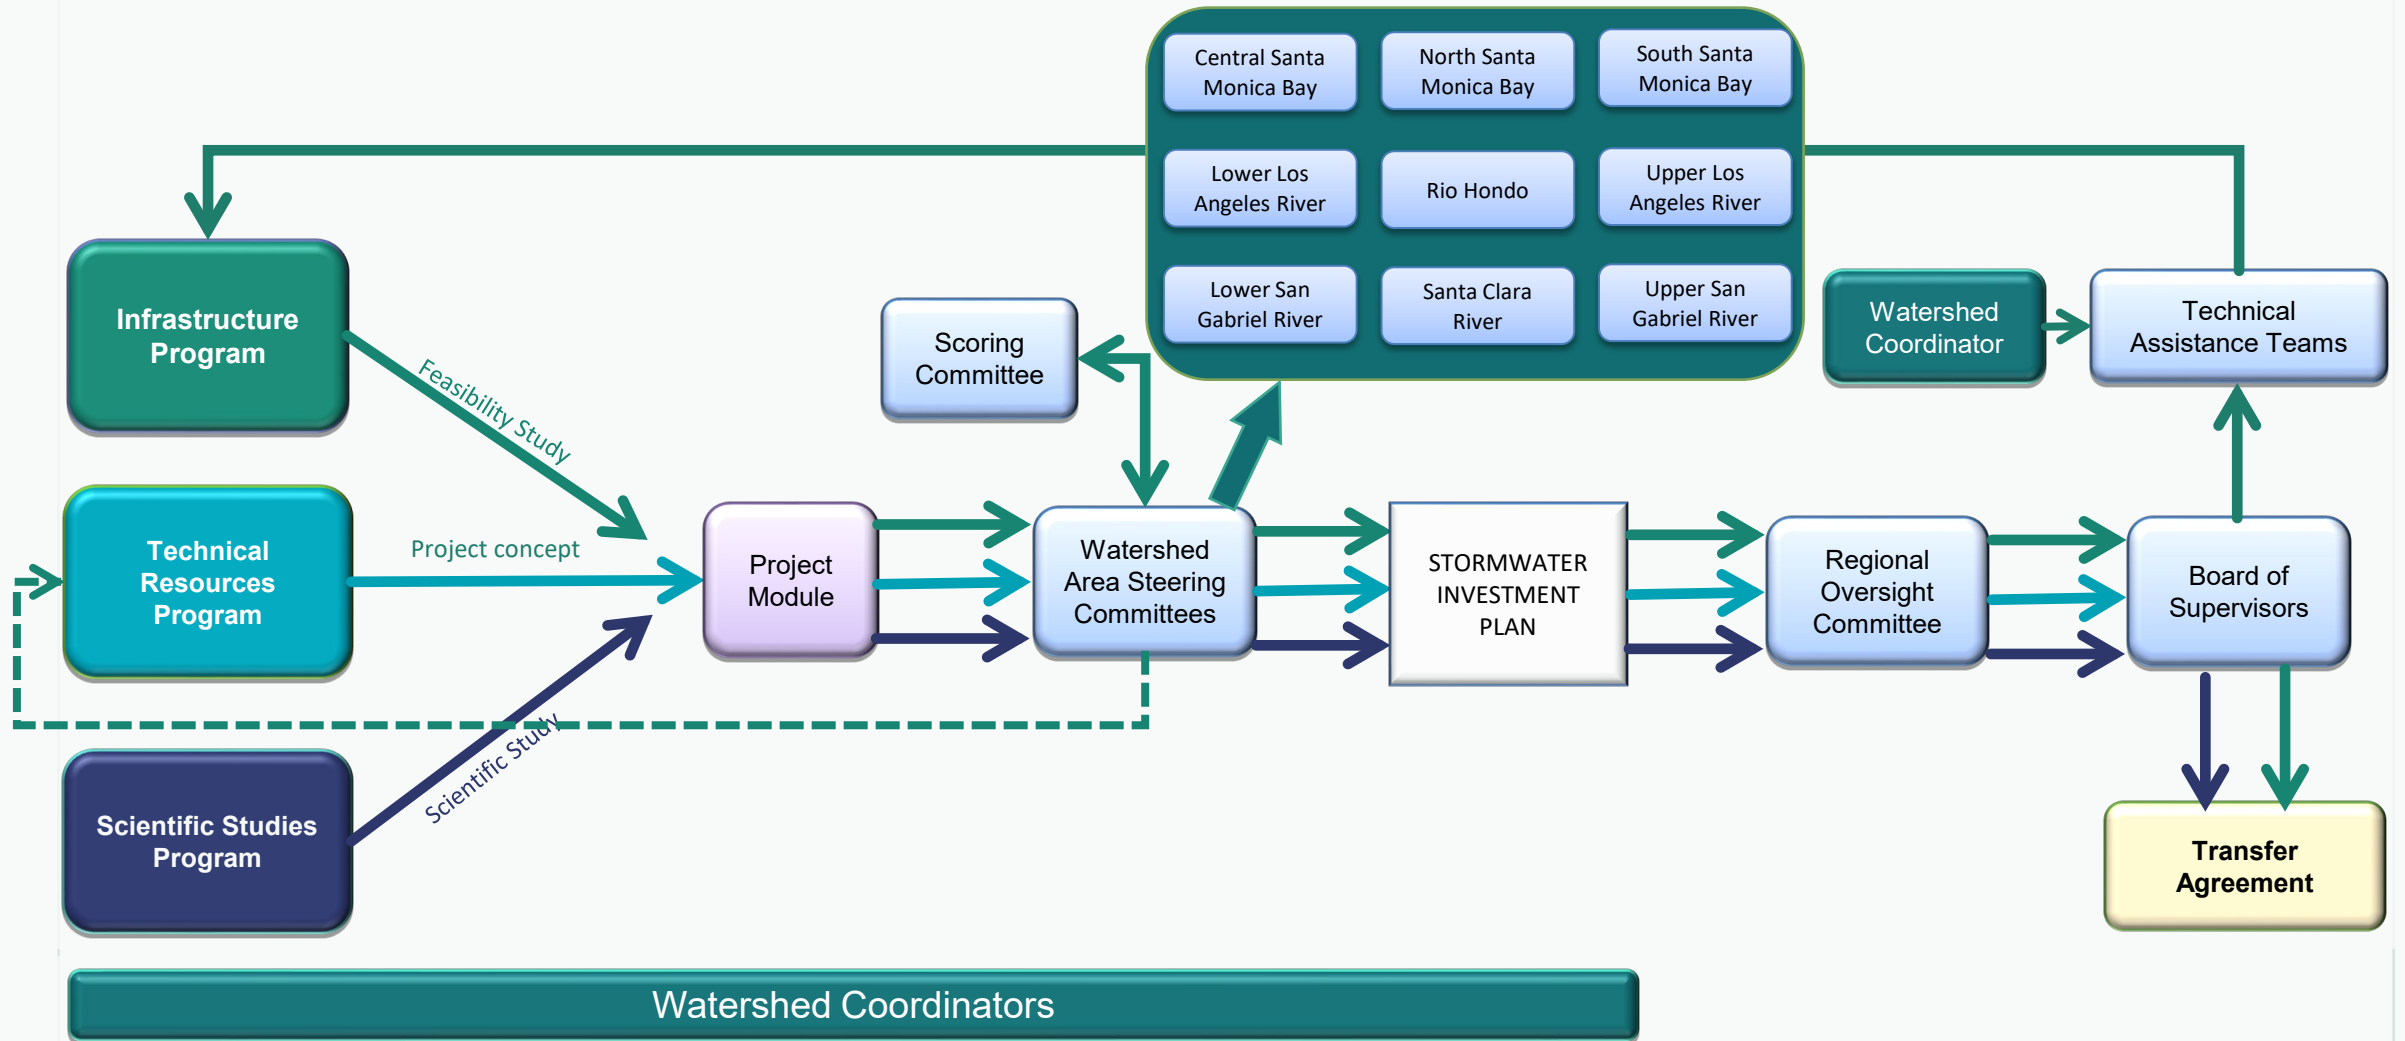 Central Santa
Monica Bay
North Santa
Monica Bay
South Santa
Monica Bay
Lower Los
Angeles River
Rio Hondo
Upper Los
Angeles River
Lower San
Gabriel River
Santa Clara
River
Upper San
Gabriel River
Infrastructure
Program
Feasibility Study
Scoring
Committee
Watershed
Coordinator
Technical
Assistance Teams
Technical
Resources
Program
Project concept
Project
Module
Watershed
Area Steering
Committees
STORMWATER
INVESTMENT
PLAN
Regional
Oversight
Committee
Board of
Supervisors
Scientific Studies
Program
Scientific Study
Transfer
Agreement
Watershed Coordinators